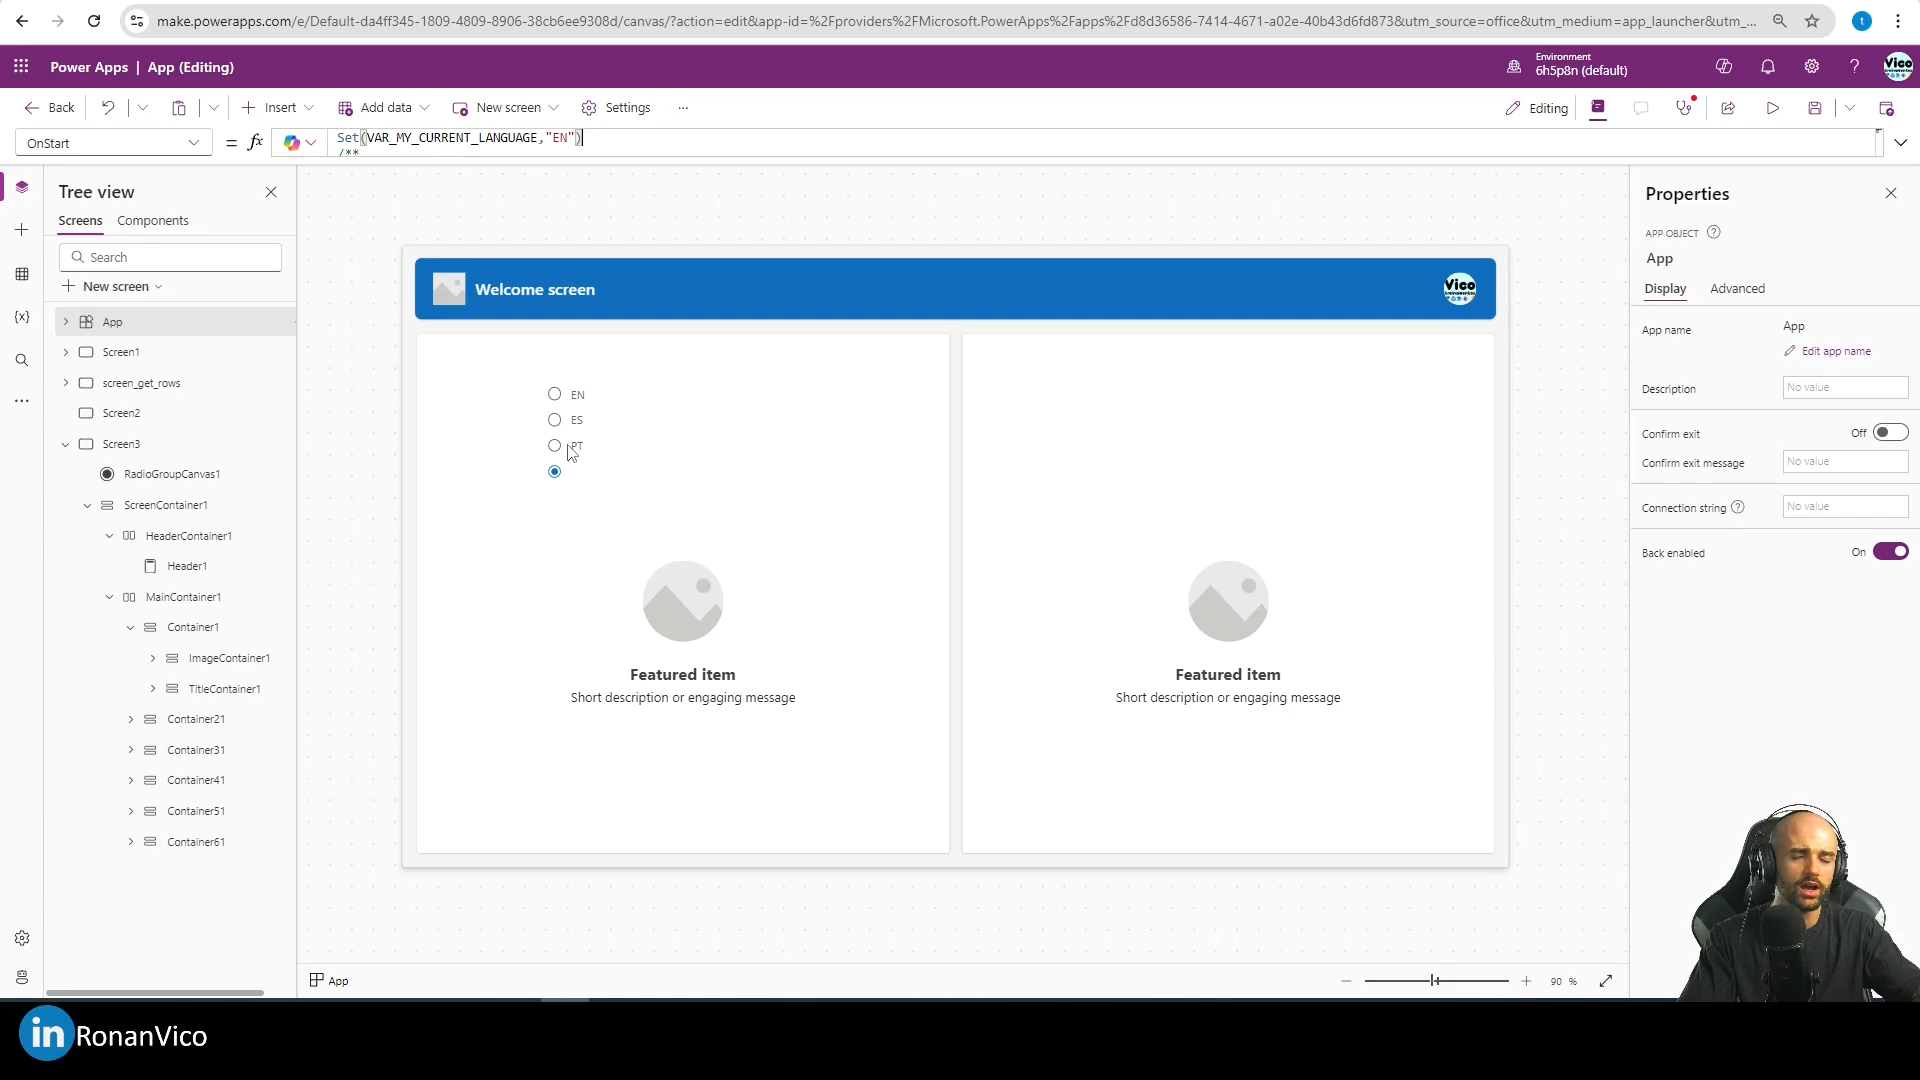 make.powerapps.com/e/Default-da4ff345-1809-4809-8906-38cb6ee9308d/canvas/?action=edit&app-id=%2Fproviders%2FMicrosoft.PowerApps%2Fapps%2Fd8d36586-7414-4671-a02e-40b43d6fd873&utm_source=office&utm_medium=app_launcher&utm_...
t
Power Apps | App (Editing)
Environment
6h5p8n (default)
Vico
Back
Insert
Add data
New screen
Settings
...
Editing
OnStart
= fx
Set(VAR_MY_CURRENT_LANGUAGE,"EN")
/**
Tree view
Screens
Components
Search
New screen
App
Screen1
screen_get_rows
Screen2
Screen3
RadioGroupCanvas1
ScreenContainer1
HeaderContainer1
Header1
MainContainer1
Container1
ImageContainer1
TitleContainer1
Container21
Container31
Container41
Container51
Container61
Welcome screen
Vico
EN
ES
PT
Featured item
Short description or engaging message
Featured item
Short description or engaging message
App
90 %
Properties
APP OBJECT
App
Display
Advanced
App name
App
Edit app name
Description
No value
Confirm exit
Off
Confirm exit message
No value
Connection string
No value
Back enabled
On
in RonanVico